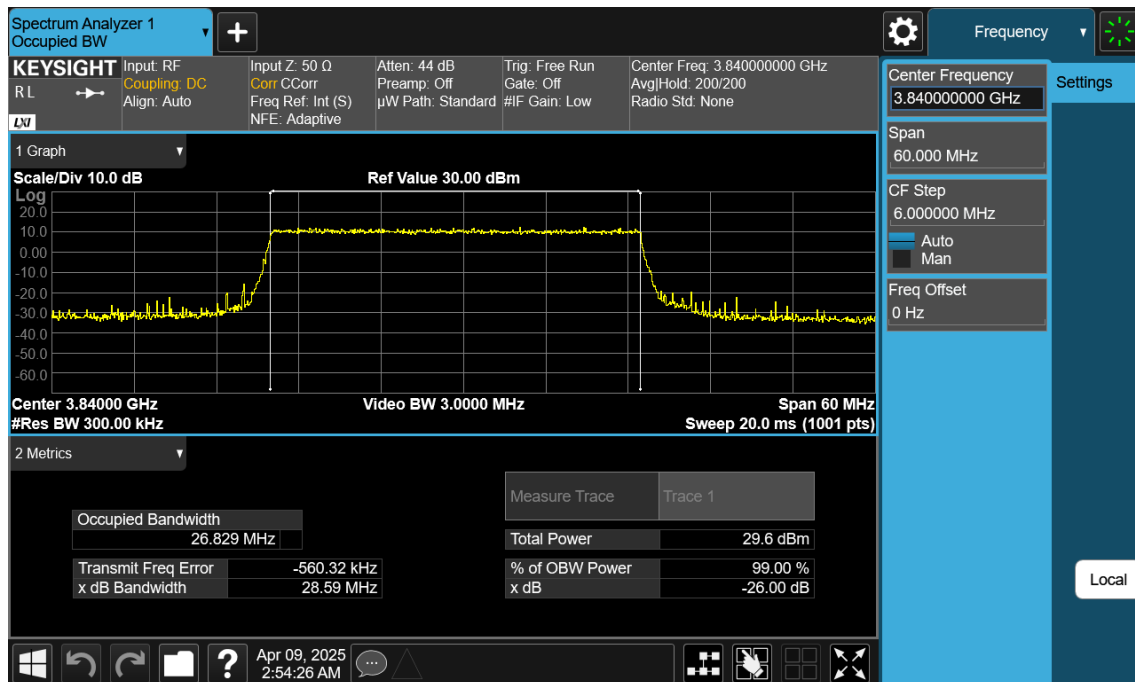 Spectrum Analyzer 1
Occupied BW
Frequency
KEYSIGHT
R L
LXI
Input: RF
Coupling: DC
Align: Auto
Input Z: 50 Ω
Corr CCorr
Freq Ref: Int (S)
NFE: Adaptive
Atten: 44 dB
Preamp: Off
µW Path: Standard
Trig: Free Run
Gate: Off
#IF Gain: Low
Center Freq: 3.840000000 GHz
Avg|Hold: 200/200
Radio Std: None
Center Frequency
3.840000000 GHz
Settings
Span
60.000 MHz
CF Step
6.000000 MHz
Auto
Man
Freq Offset
0 Hz
Local
1 Graph
Scale/Div 10.0 dB
Ref Value 30.00 dBm
Log
20.0
10.0
0.00
-10.0
-20.0
-30.0
-40.0
-50.0
-60.0
Center 3.84000 GHz
Video BW 3.0000 MHz
Span 60 MHz
#Res BW 300.00 kHz
Sweep 20.0 ms (1001 pts)
2 Metrics
Measure Trace
Trace 1
Occupied Bandwidth
26.829 MHz
Total Power
29.6 dBm
Transmit Freq Error
-560.32 kHz
% of OBW Power
99.00 %
x dB Bandwidth
28.59 MHz
x dB
-26.00 dB
?
Apr 09, 2025
2:54:26 AM